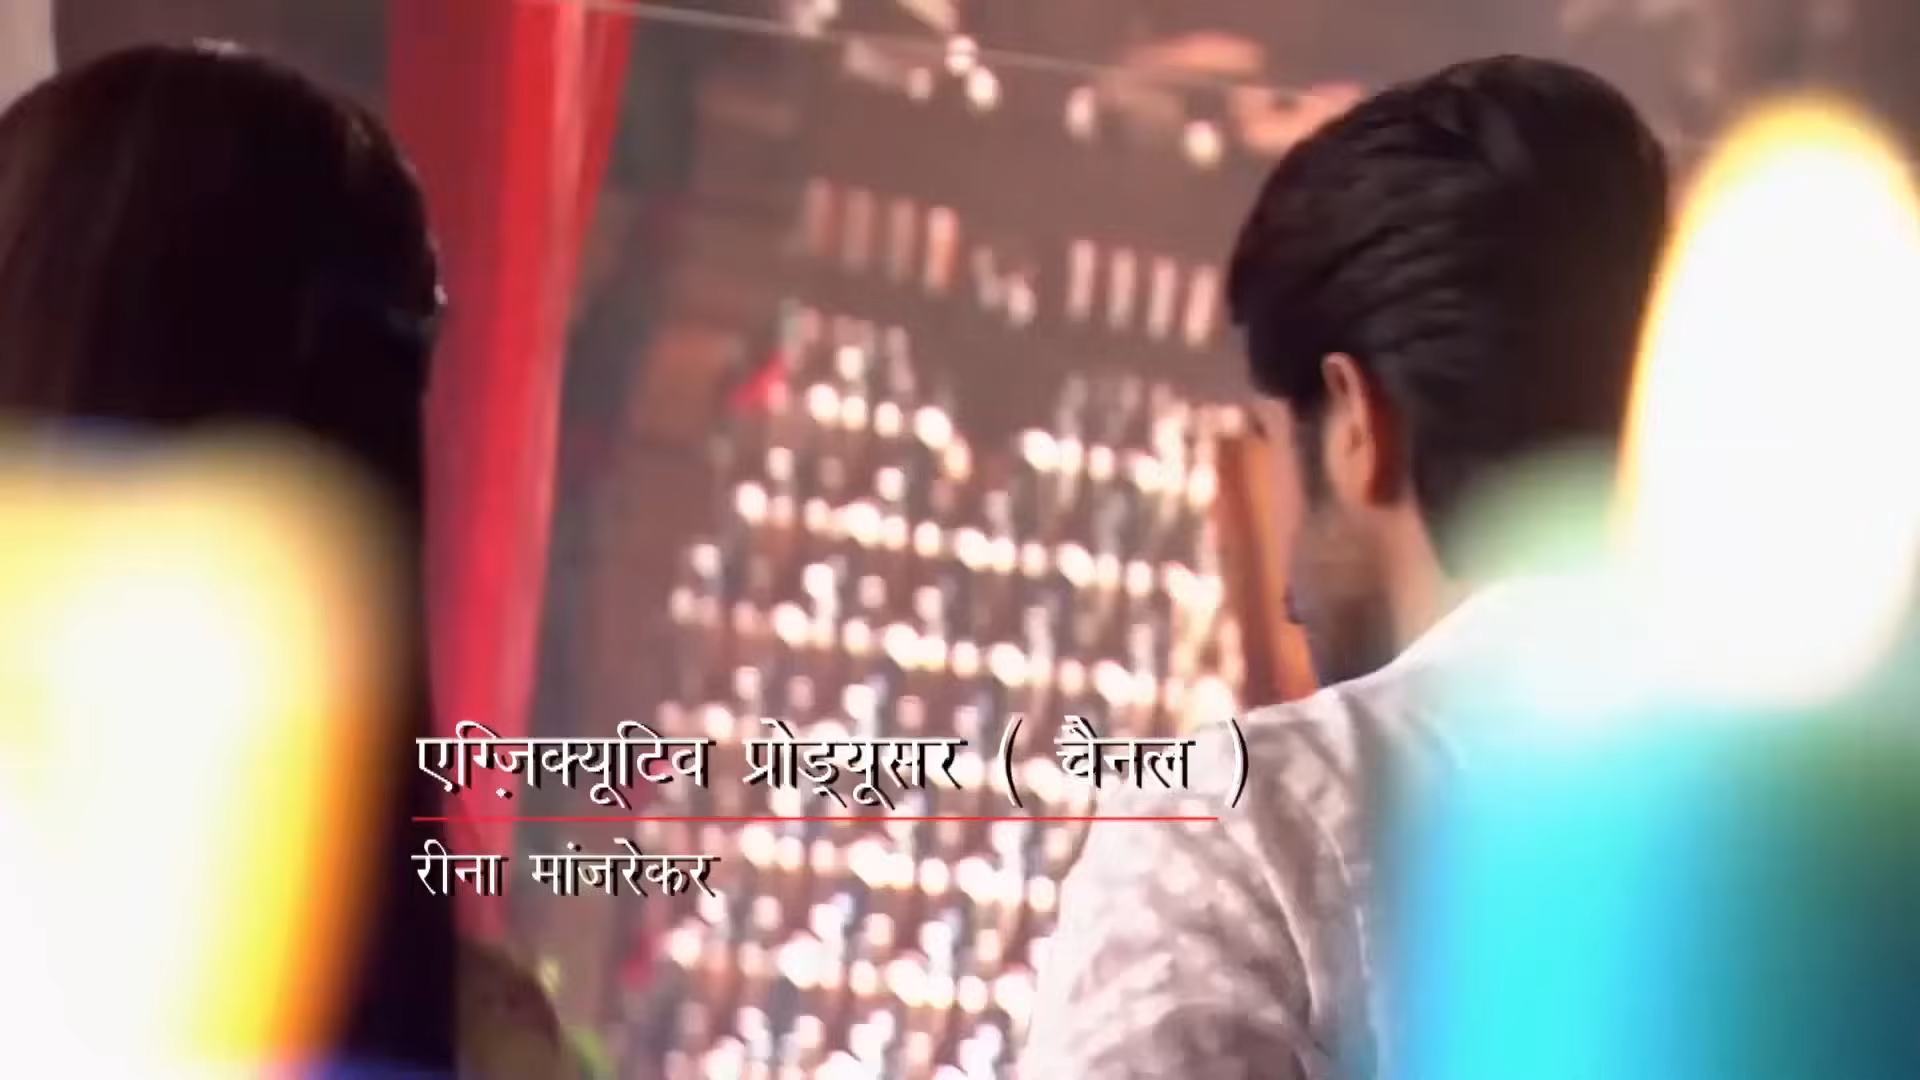 एग्ज़िक्यूटिव प्रोड्यूसर ( चैनल )
रीना मांजरेकर